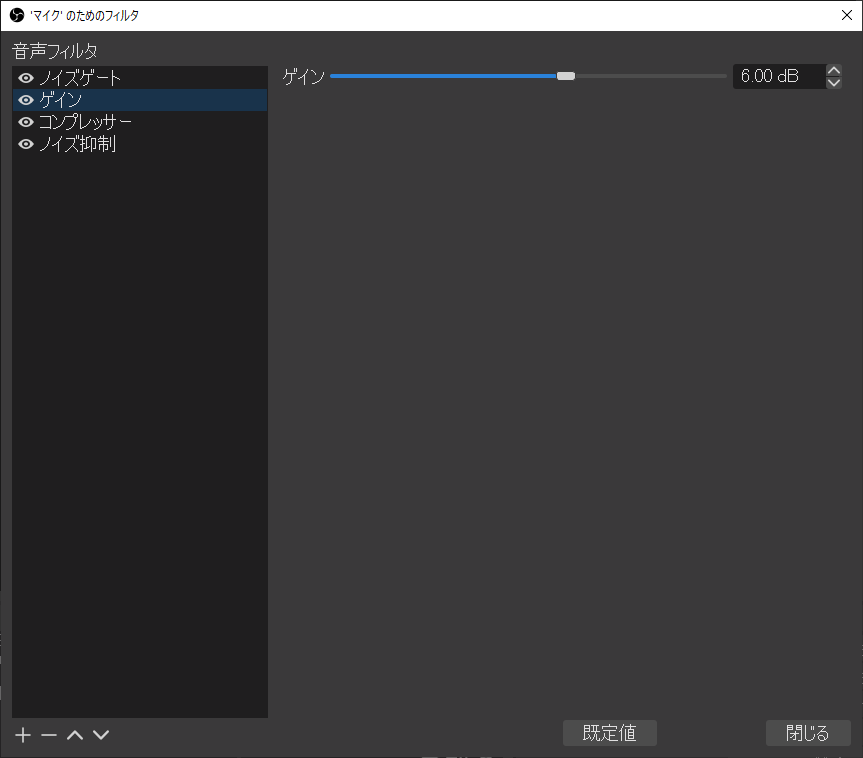 'マイク' のためのフィルタ
音声フィルタ
ノイズゲート
ゲイン
コンプレッサー
ノイズ抑制
ゲイン 6.00 dB
既定値 閉じる